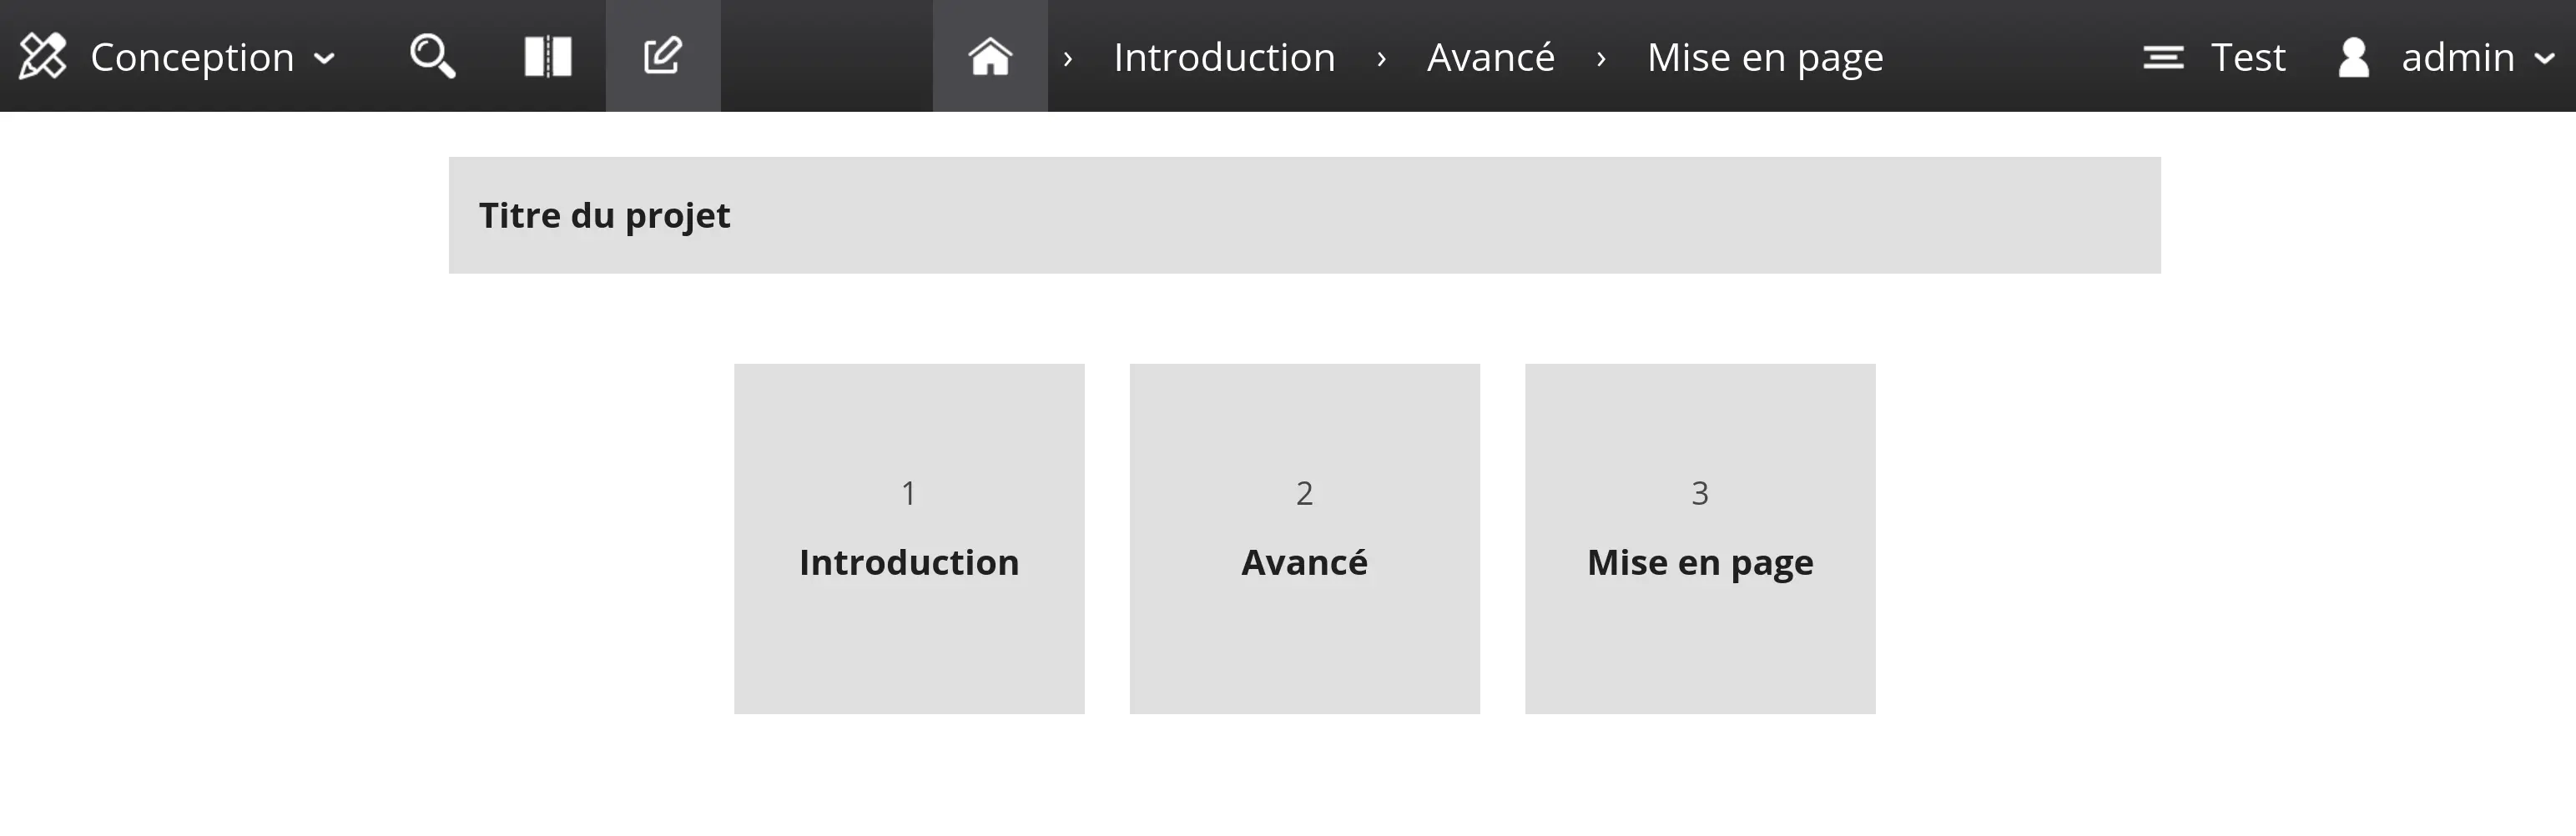 Conception
› Introduction › Avancé › Mise en page
Test
admin
Titre du projet
1
Introduction
2
Avancé
3
Mise en page